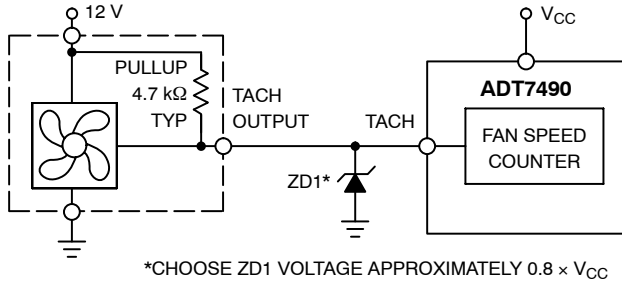 12 V
VCC
PULLUP
4.7 kΩ
TYP
TACH
OUTPUT
TACH
ADT7490
FAN SPEED
COUNTER
ZD1*
*CHOOSE ZD1 VOLTAGE APPROXIMATELY 0.8 × VCC